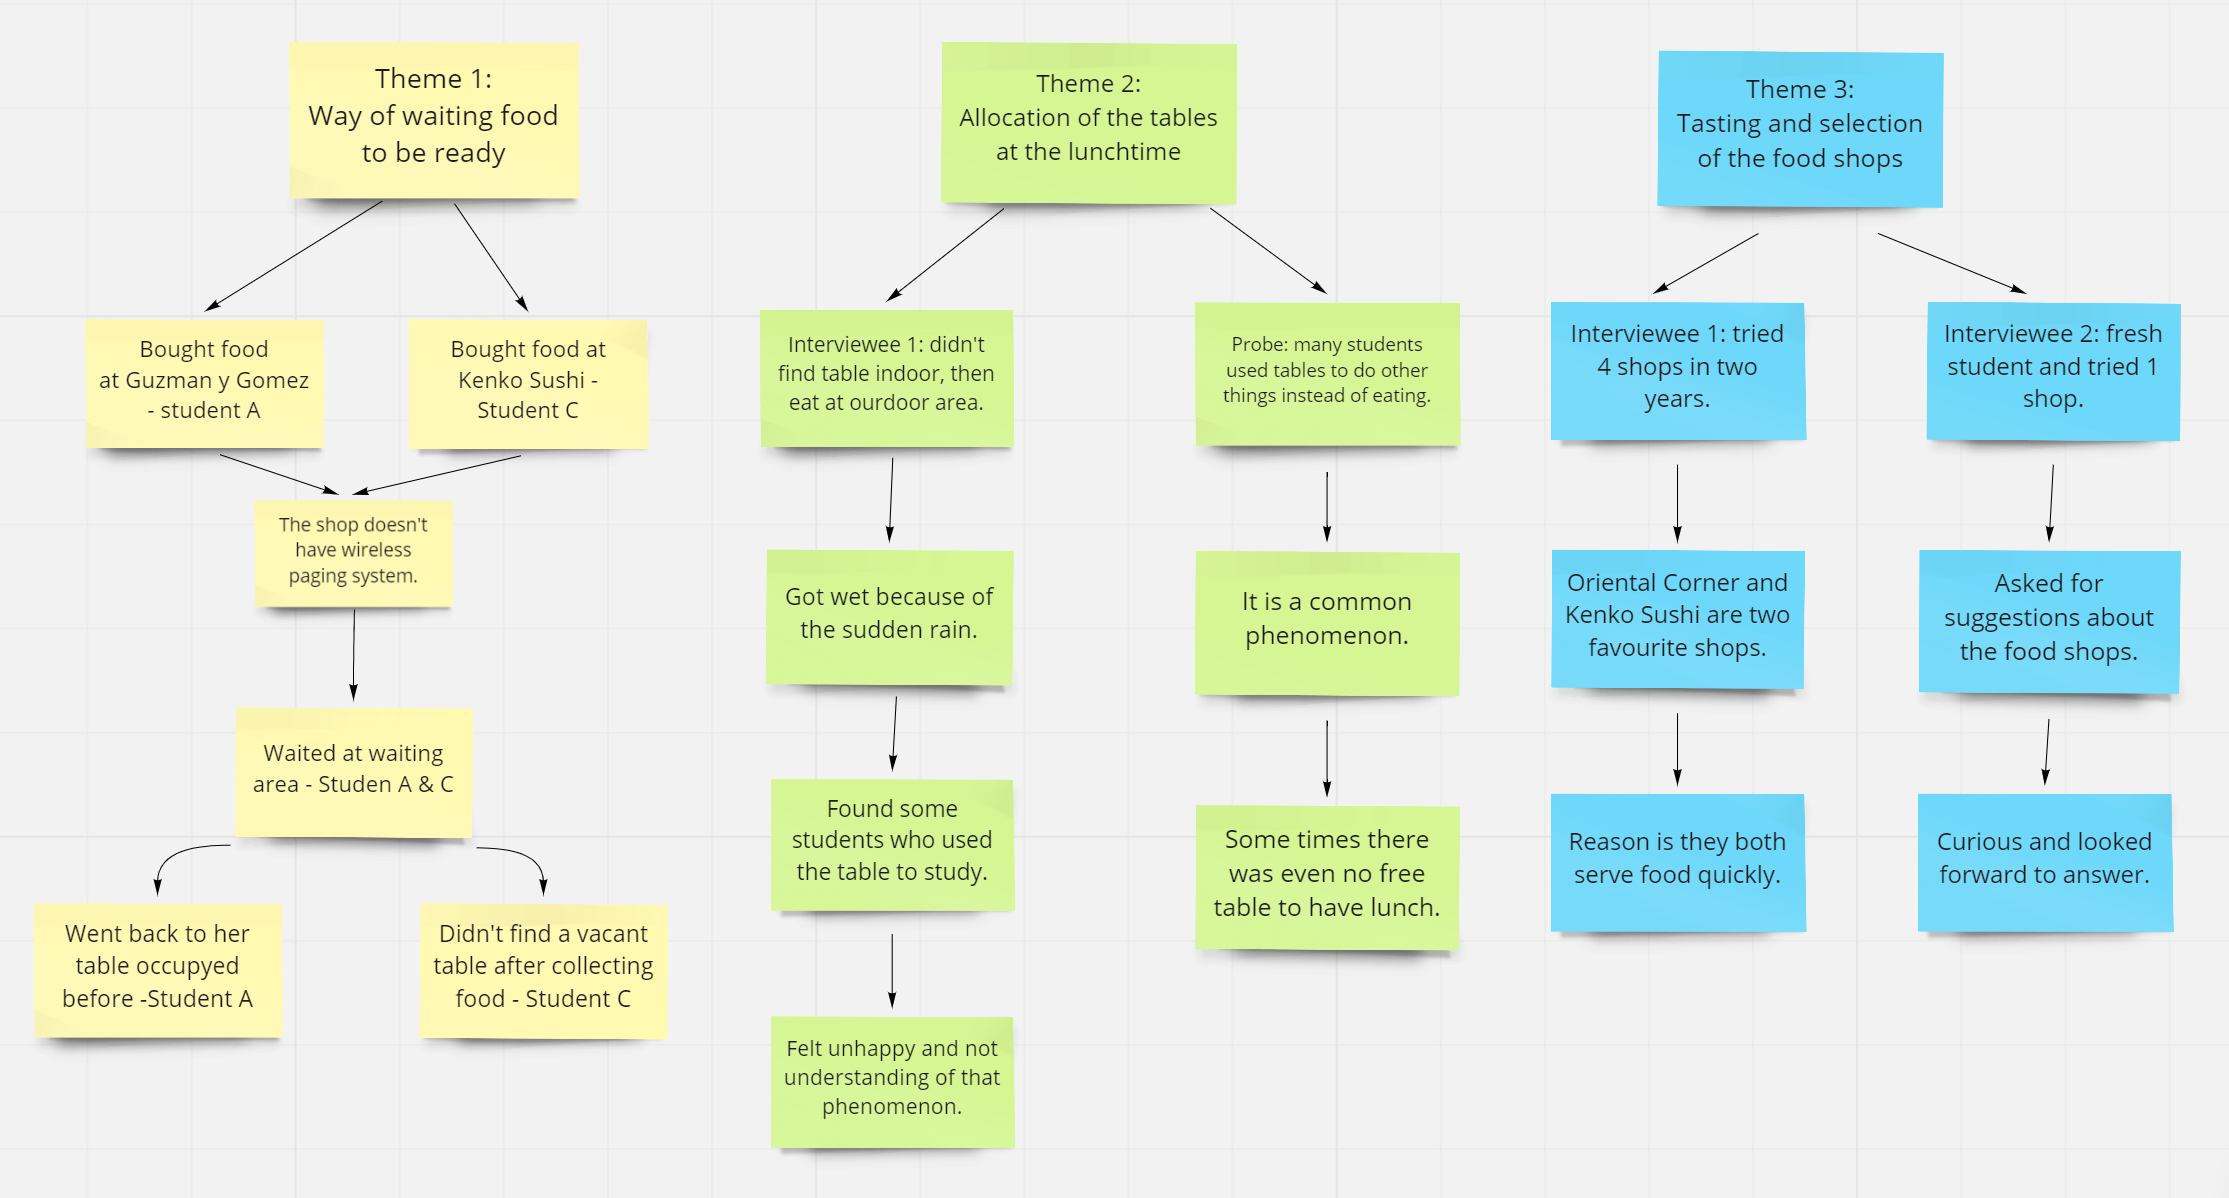 Theme 1:
Way of waiting food
to be ready
Bought food
at Guzman y Gomez
- student A
Bought food at
Kenko Sushi -
Student C
The shop doesn't
have wireless
paging system.
Waited at waiting
area - Studen A & C
Went back to her
table occupyed
before -Student A
Didn't find a vacant
table after collecting
food - Student C
Theme 2:
Allocation of the tables
at the lunchtime
Interviewee 1: didn't
find table indoor, then
eat at ourdoor area.
Got wet because of
the sudden rain.
Found some
students who used
the table to study.
Felt unhappy and not
understanding of that
phenomenon.
Probe: many students
used tables to do other
things instead of eating.
It is a common
phenomenon.
Some times there
was even no free
table to have lunch.
Theme 3:
Tasting and selection
of the food shops
Interviewee 1: tried
4 shops in two
years.
Oriental Corner and
Kenko Sushi are two
favourite shops.
Reason is they both
serve food quickly.
Interviewee 2: fresh
student and tried 1
shop.
Asked for
suggestions about
the food shops.
Curious and looked
forward to answer.